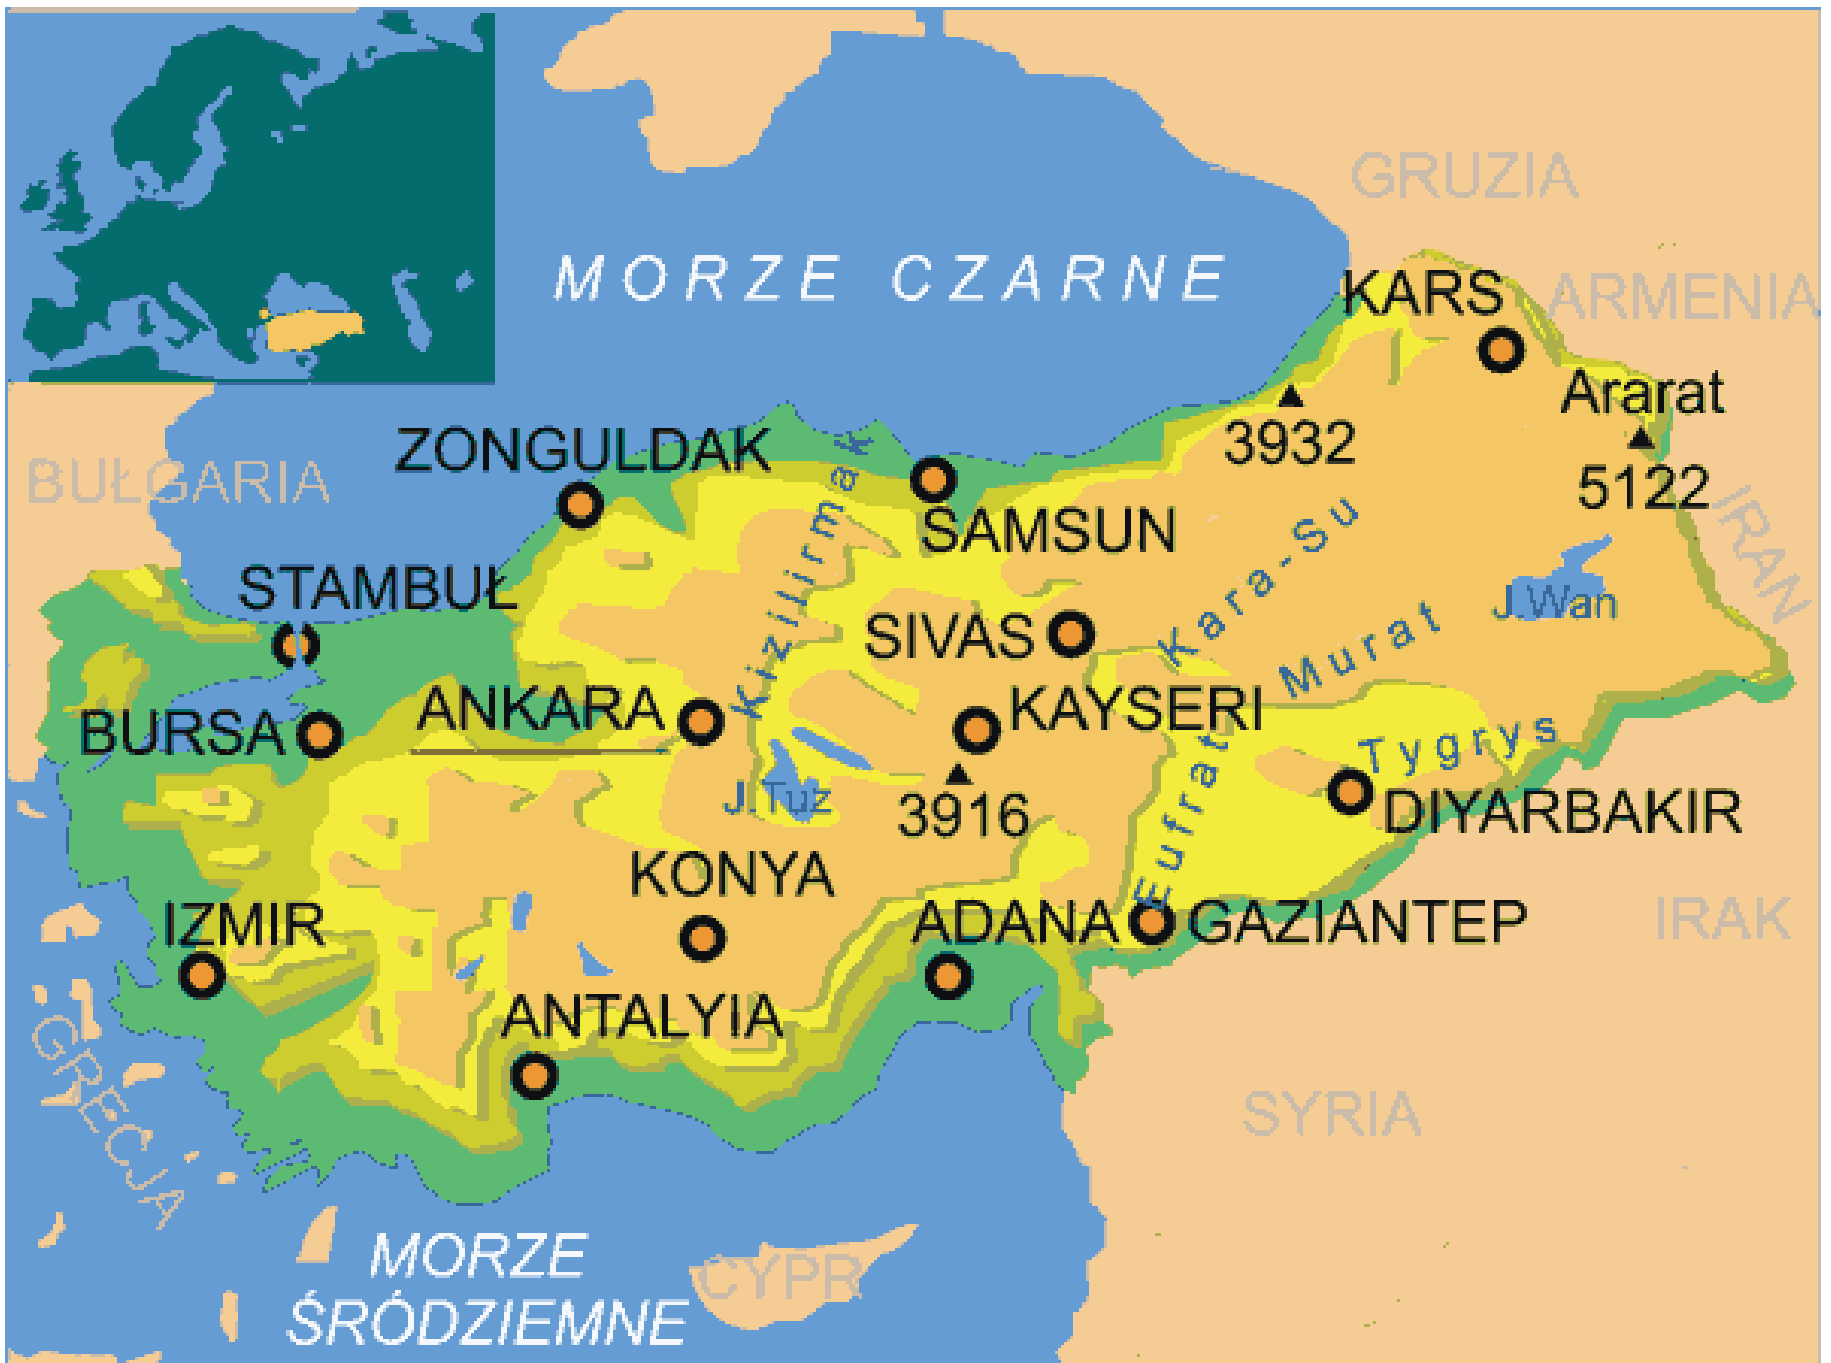 GRUZIA
MORZE CZARNE
KARS
ARMENIA
Ararat
3932
ZONGULDAK
Kizilirmak
BUŁGARIA
5122
IRAN
SAMSUN
Kara-Su
STAMBUŁ
J.Wan
SIVAS
Murat
ANKARA
KAYSERI
BURSA
Tygrys
Eufrat
J.Tuz
3916
DIYARBAKIR
KONYA
IZMIR
ADANA
GAZIANTEP
IRAK
ANTALYIA
GRECJA
SYRIA
MORZE
ŚRÓDZIEMNE
CYPR